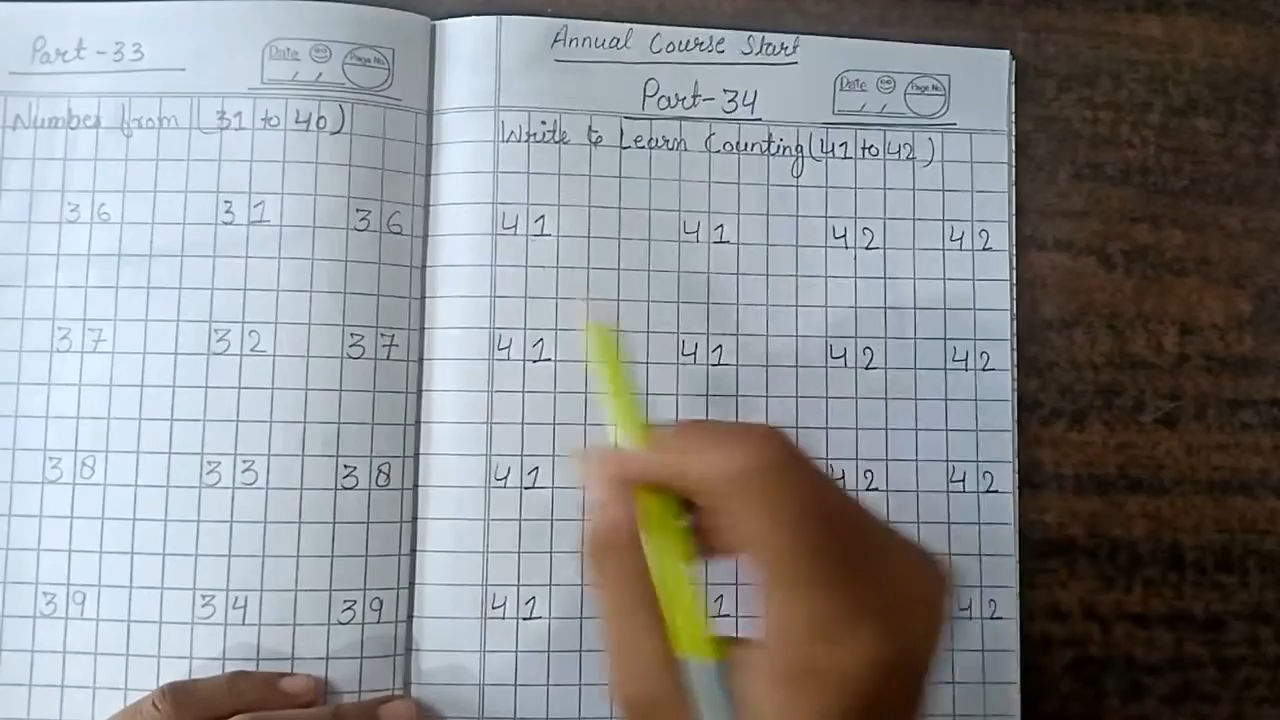 Part-33
Date
Page No.
Number from (31 to 40)
36 31 36
37 32 37
38 33 38
39 34 39
Annual Course Start
Part-34
Date
Page No.
Write to Learn Counting (41 to 42)
41 41 42 42
41 41 42 42
41 42 42
41 1 42